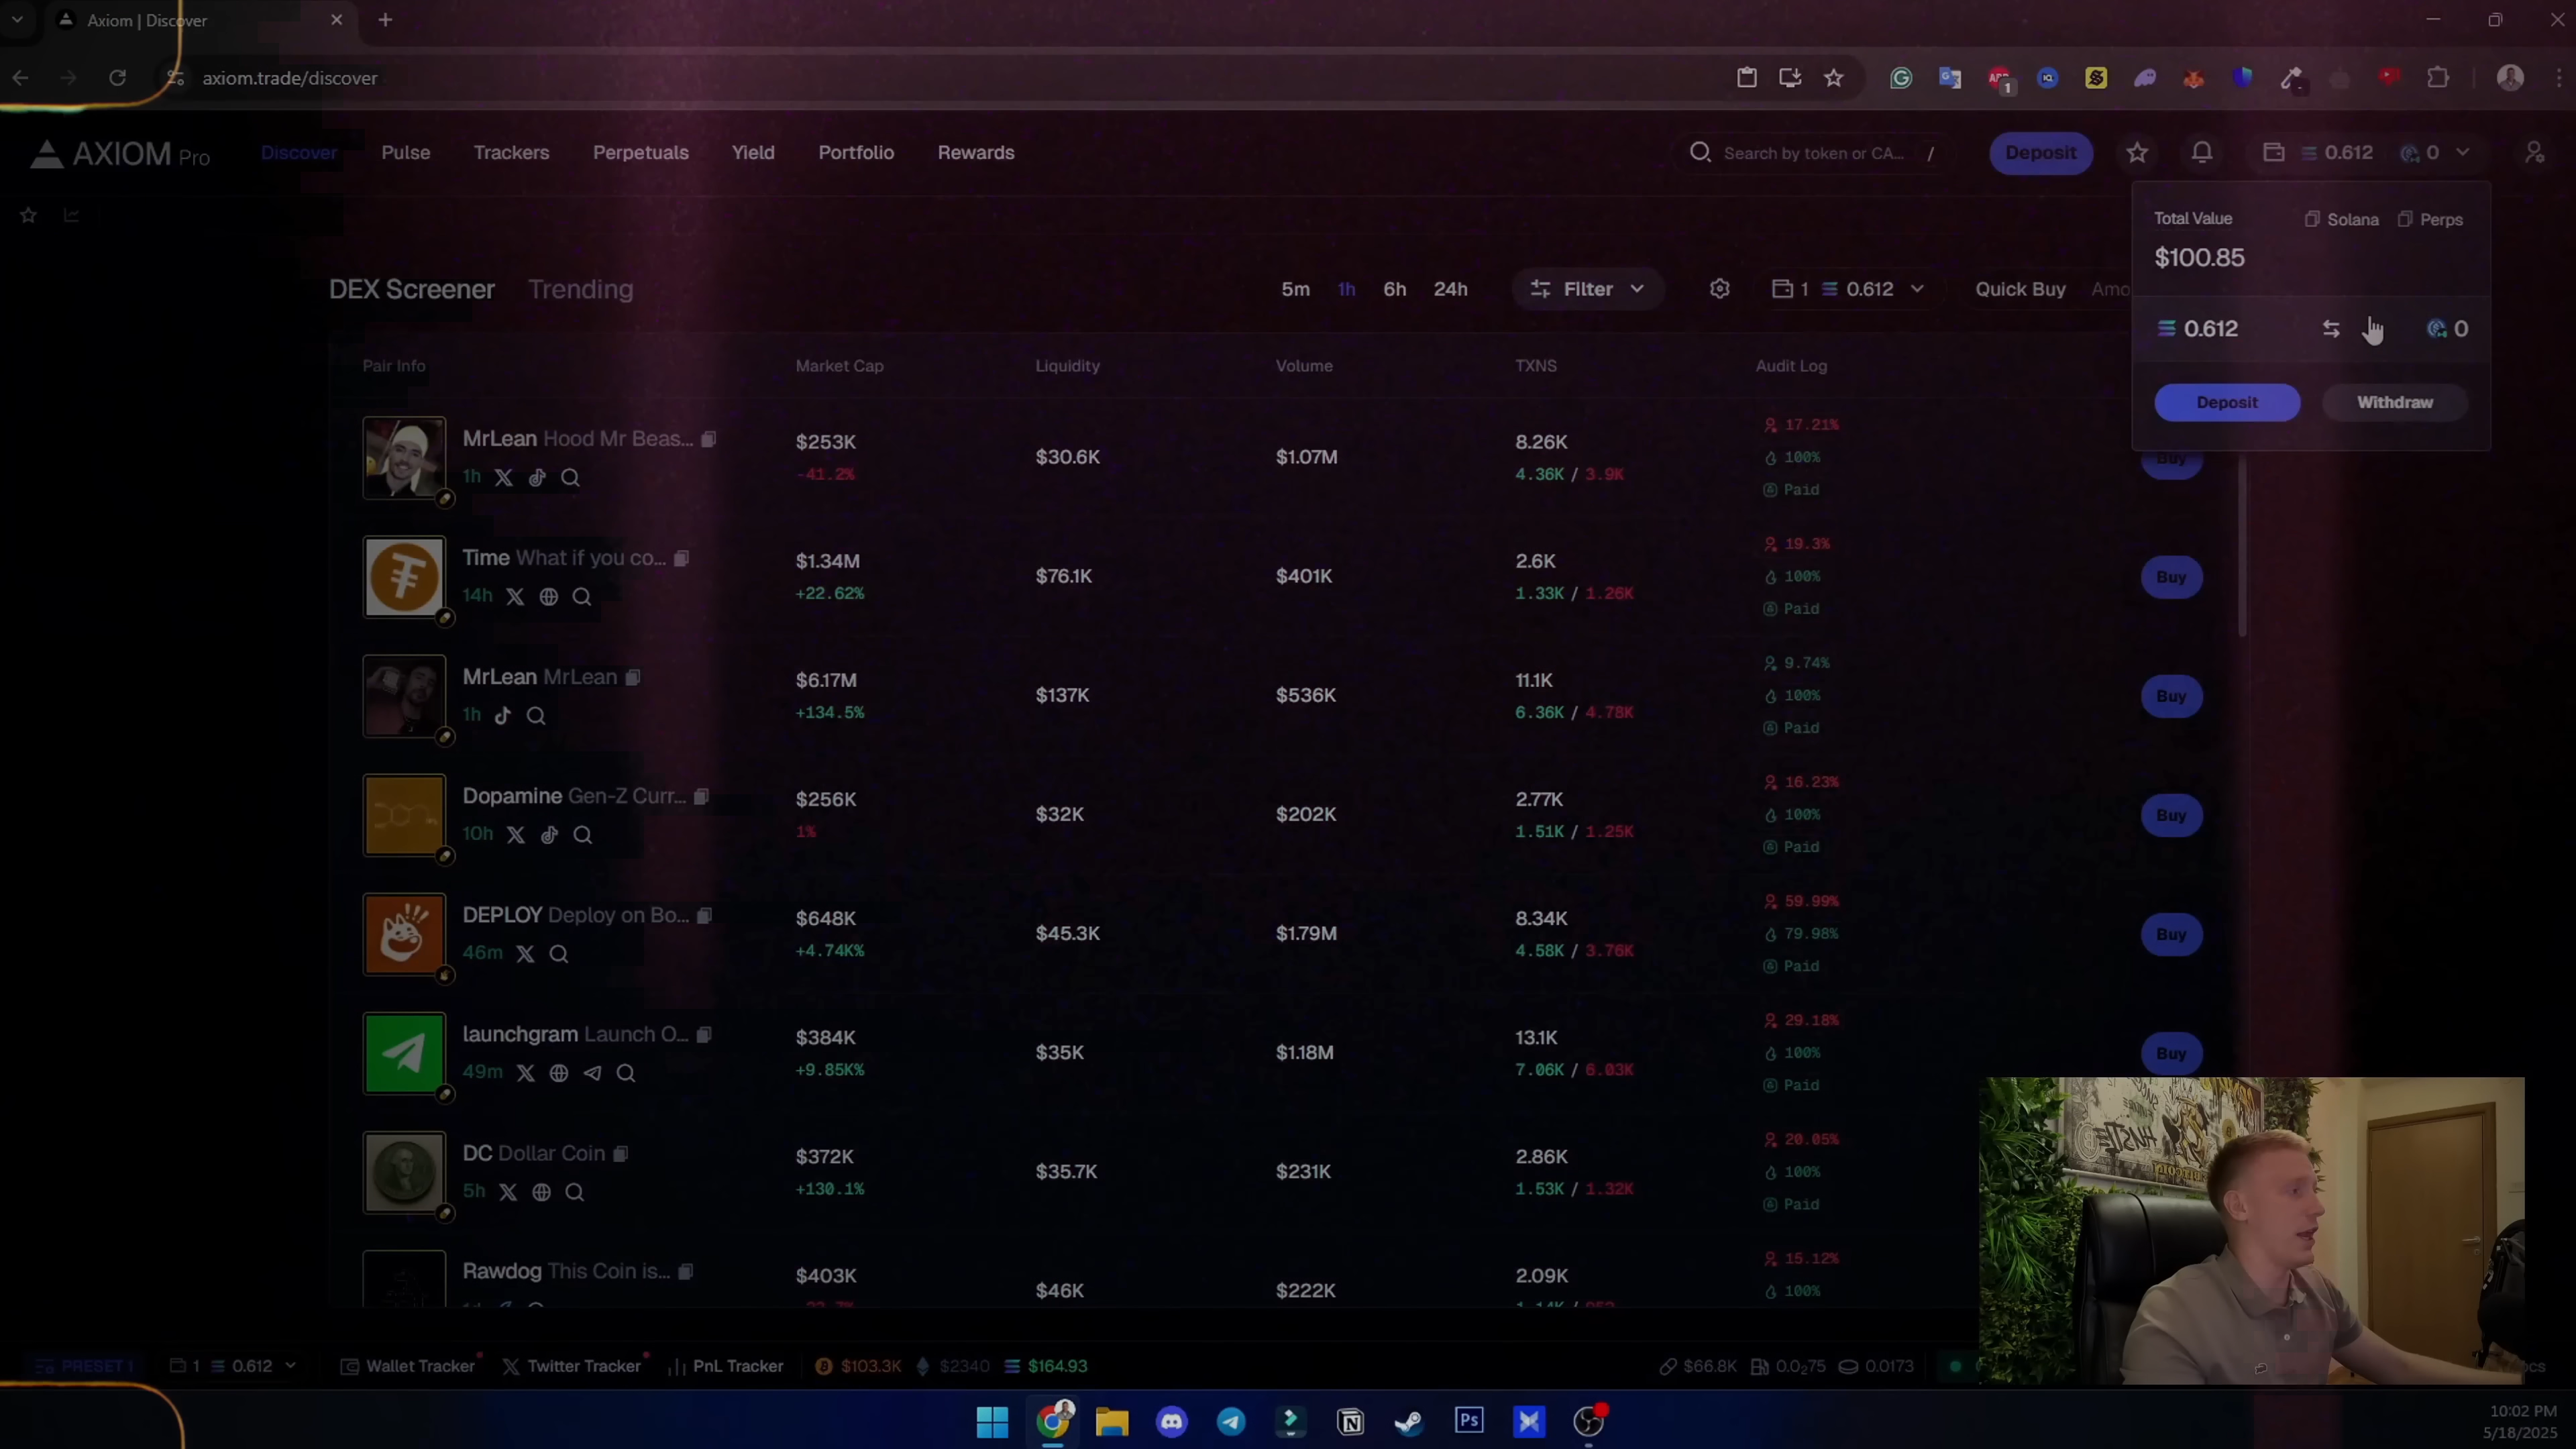 Axiom | Discover
axiom.trade/discover
1
AXIOM Pro
Discover
Pulse
Trackers
Perpetuals
Yield
Portfolio
Rewards
Search by token or CA...
/
Deposit
0.612
0
Total Value
Solana
Perps
$100.85
0.612
0
Deposit
Withdraw
DEX Screener
Trending
5m
1h
6h
24h
Filter
1
0.612
Quick Buy
Amo
Pair Info
Market Cap
Liquidity
Volume
TXNS
Audit Log
MrLean Hood Mr Beas...
1h
$253K
-41.2%
$30.6K
$1.07M
8.26K
4.36K / 3.9K
17.21%
100%
Paid
Buy
Time What if you co...
14h
$1.34M
+22.62%
$76.1K
$401K
2.6K
1.33K / 1.26K
19.3%
100%
Paid
Buy
MrLean MrLean
1h
$6.17M
+134.5%
$137K
$536K
11.1K
6.36K / 4.78K
9.74%
100%
Paid
Buy
Dopamine Gen-Z Curr...
10h
$256K
1%
$32K
$202K
2.77K
1.51K / 1.25K
16.23%
100%
Paid
Buy
DEPLOY Deploy on Bo...
46m
$648K
+4.74K%
$45.3K
$1.79M
8.34K
4.58K / 3.76K
59.99%
79.98%
Paid
Buy
launchgram Launch O...
49m
$384K
+9.85K%
$35K
$1.18M
13.1K
7.06K / 6.03K
29.18%
100%
Paid
Buy
DC Dollar Coin
5h
$372K
+130.1%
$35.7K
$231K
2.86K
1.53K / 1.32K
20.05%
100%
Paid
Rawdog This Coin is...
$403K
$46K
$222K
2.09K
15.12%
100%
PRESET 1
1
0.612
Wallet Tracker
Twitter Tracker
PnL Tracker
$103.3K
$2340
$164.93
$66.8K
0.0₂75
0.0173
Ps
10:02 PM
5/18/2025